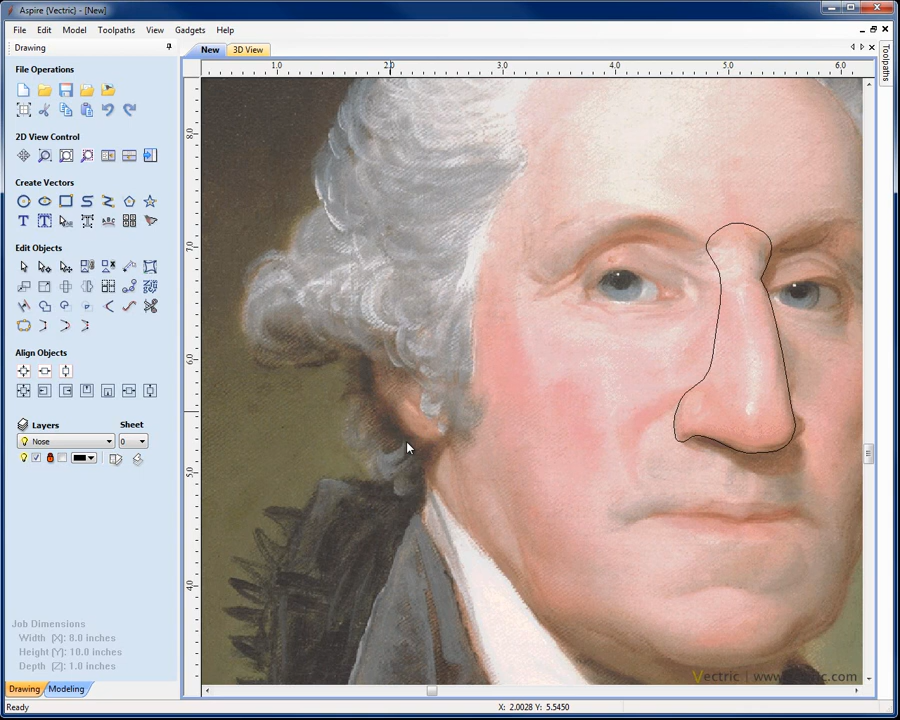 Aspire [Vectric] - [New]
File Edit Model Toolpaths View Gadgets Help
Drawing
New 3D View
Toolpaths
1.0 2.0 3.0 4.0 5.0 6.0
8.0
7.0
6.0
5.0
4.0
File Operations
2D View Control
Create Vectors
Edit Objects
Align Objects
Layers Sheet
Nose 0
Job Dimensions
Width [X]: 8.0 inches
Height [Y]: 10.0 inches
Depth [Z]: 1.0 inches
Drawing Modeling
Ready X: 2.0028 Y: 5.5450